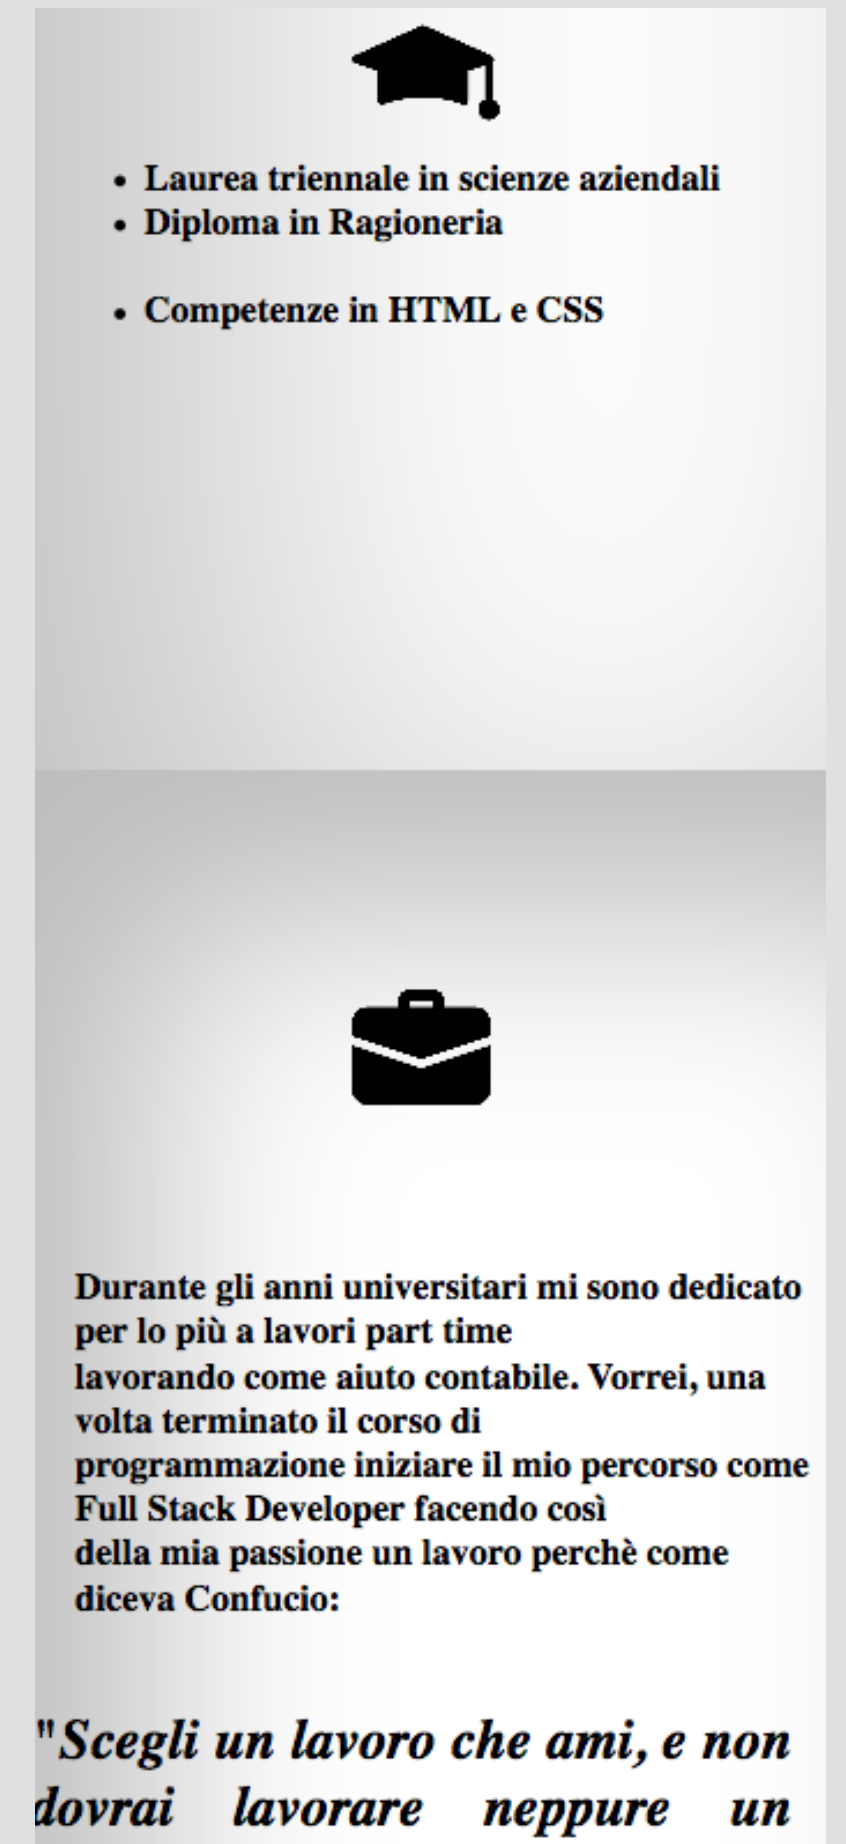 Laurea triennale in scienze aziendali
Diploma in Ragioneria
Competenze in HTML e CSS
Durante gli anni universitari mi sono dedicato
per lo più a lavori part time
lavorando come aiuto contabile. Vorrei, una
volta terminato il corso di
programmazione iniziare il mio percorso come
Full Stack Developer facendo così
della mia passione un lavoro perchè come
diceva Confucio:
"Scegli un lavoro che ami, e non
dovrai lavorare neppure un